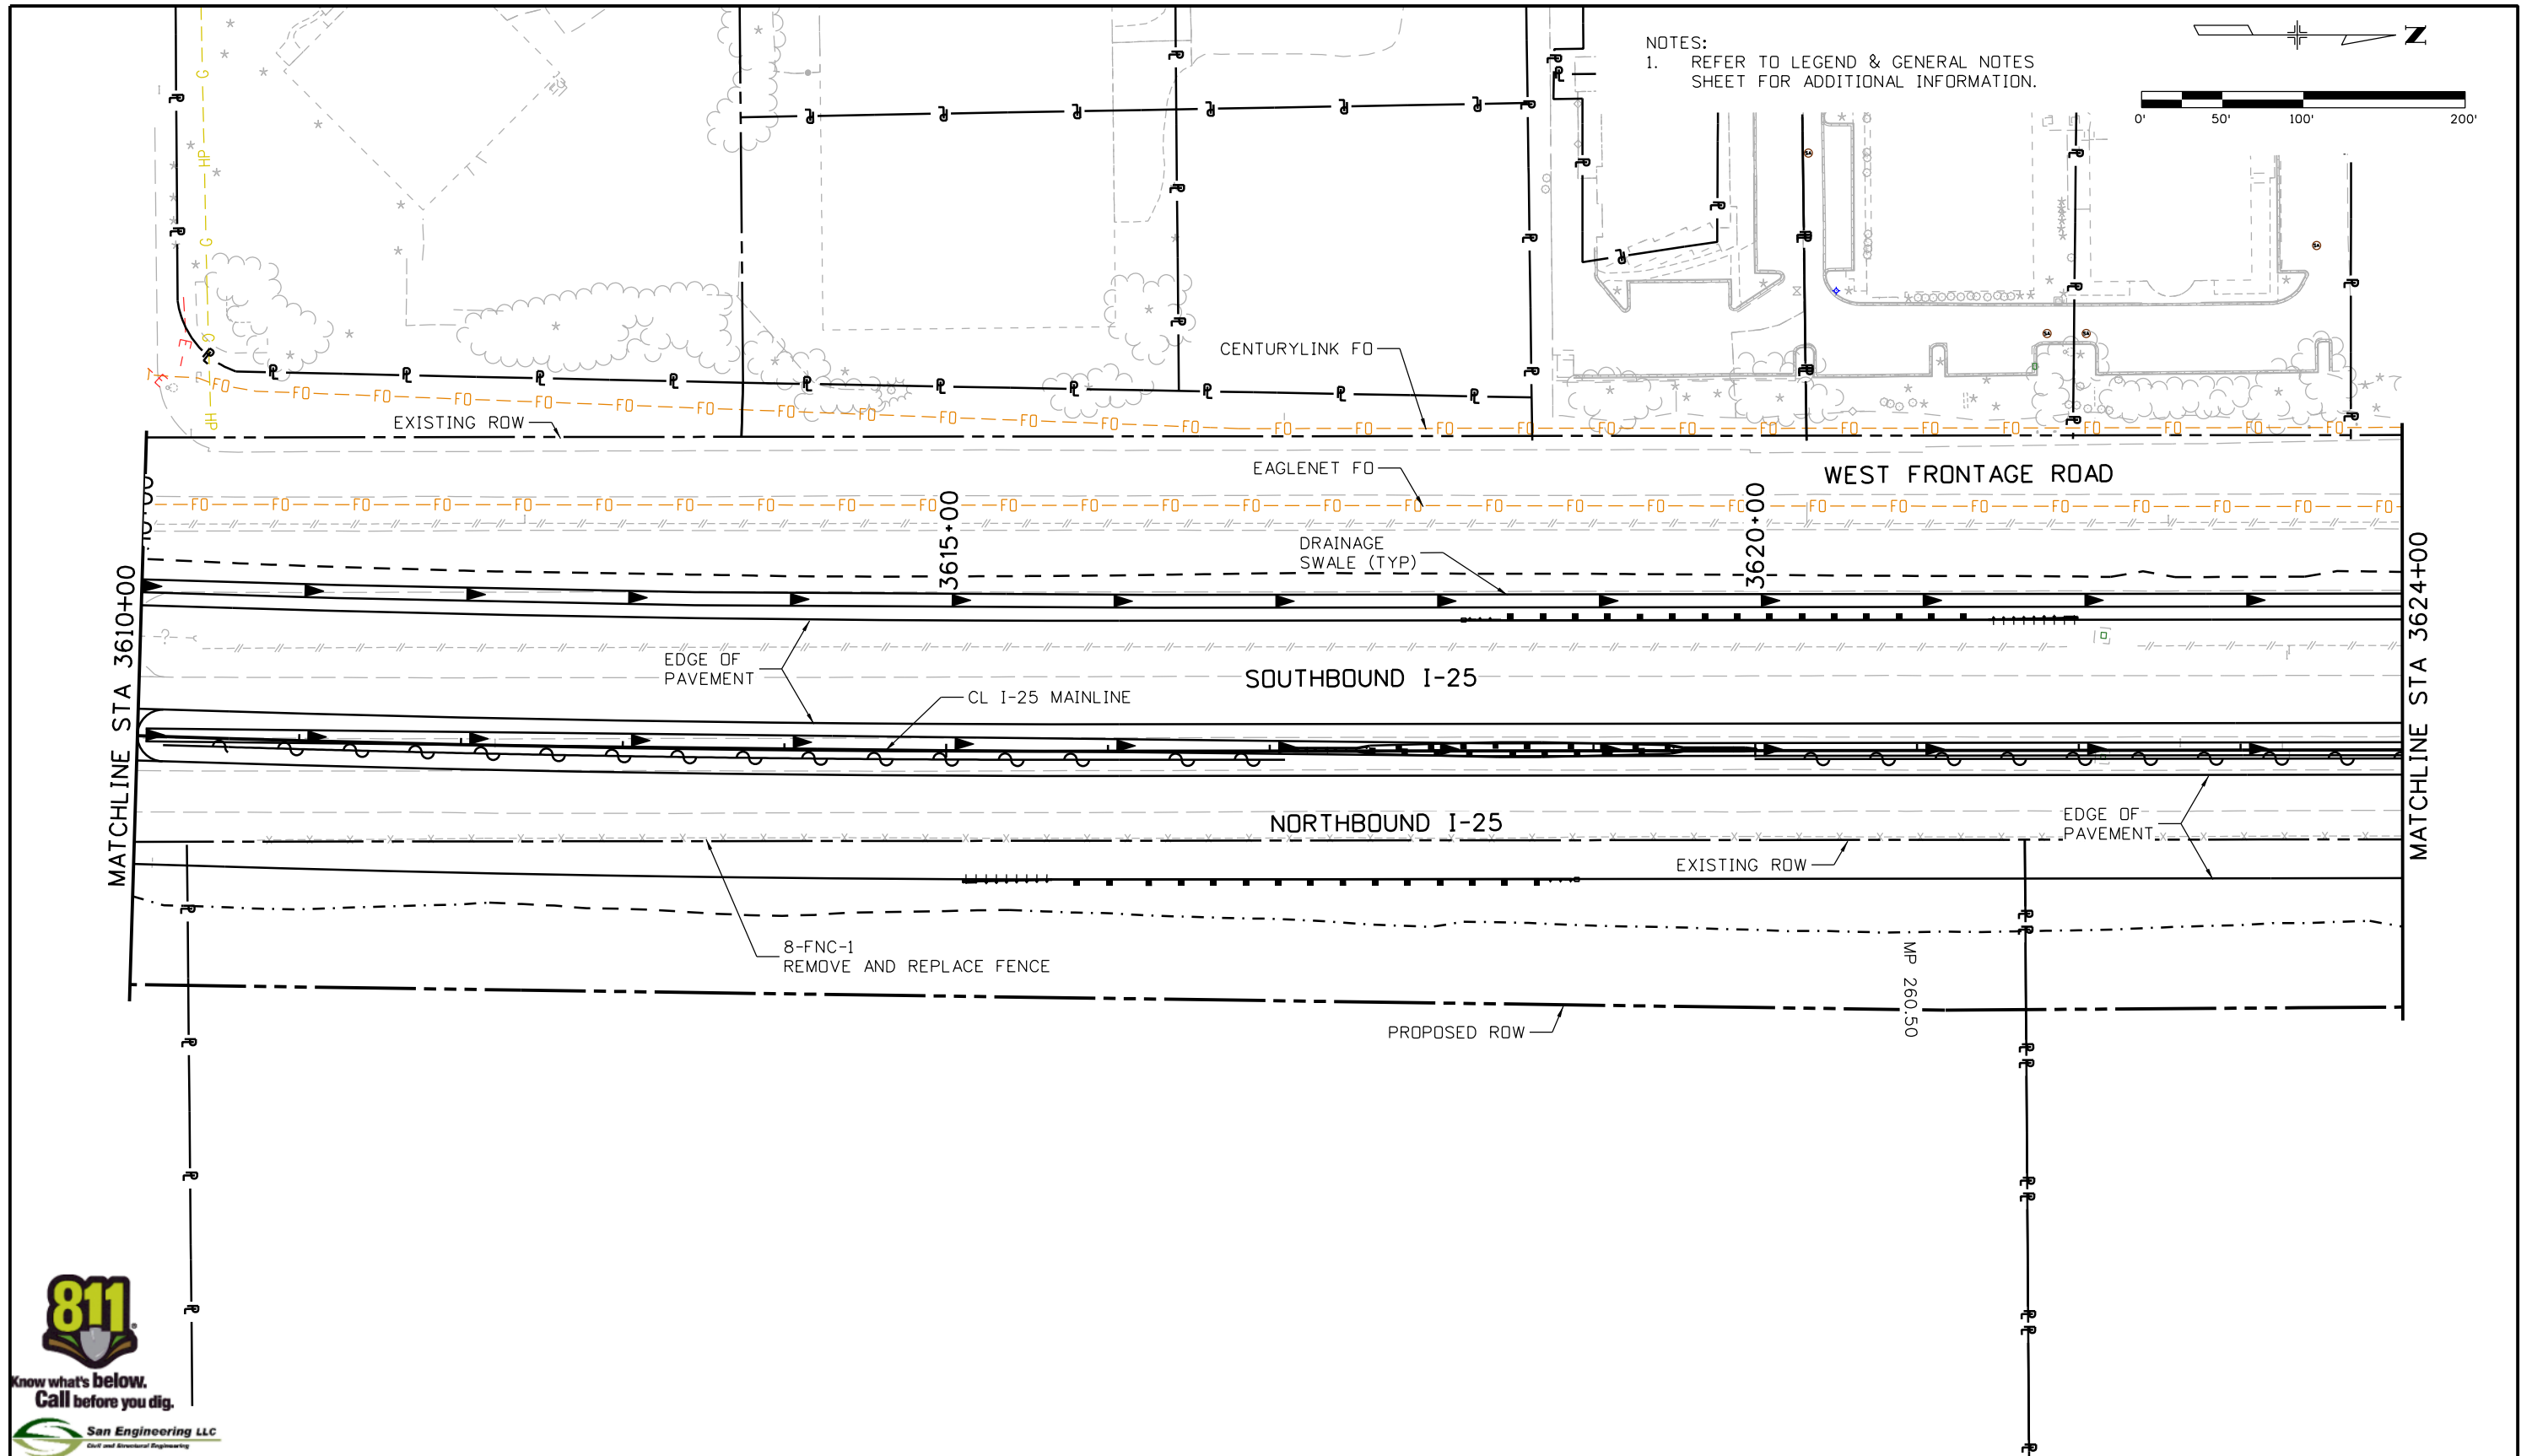 NOTES:
1. REFER TO LEGEND & GENERAL NOTES
SHEET FOR ADDITIONAL INFORMATION.
N
0' 50' 100' 200'
CENTURYLINK FO
EXISTING ROW
EAGLENET FO
WEST FRONTAGE ROAD
3615+00
3620+00
DRAINAGE
SWALE (TYP)
MATCHLINE STA 3610+00
MATCHLINE STA 3624+00
EDGE OF
PAVEMENT
SOUTHBOUND I-25
CL I-25 MAINLINE
NORTHBOUND I-25
EDGE OF
PAVEMENT
EXISTING ROW
8-FNC-1
REMOVE AND REPLACE FENCE
MP 260.50
PROPOSED ROW
811
Know what's below.
Call before you dig.
San Engineering LLC
Civil and Structural Engineering